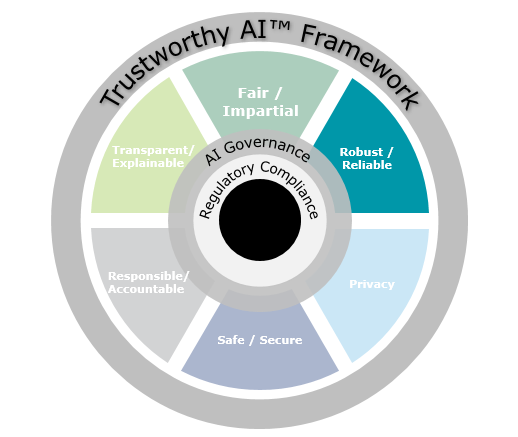 Trustworthy AI™ Framework
Fair /
Impartial
Transparent/
Explainable
Robust /
Reliable
AI Governance
Regulatory Compliance
Responsible/
Accountable
Privacy
Safe / Secure